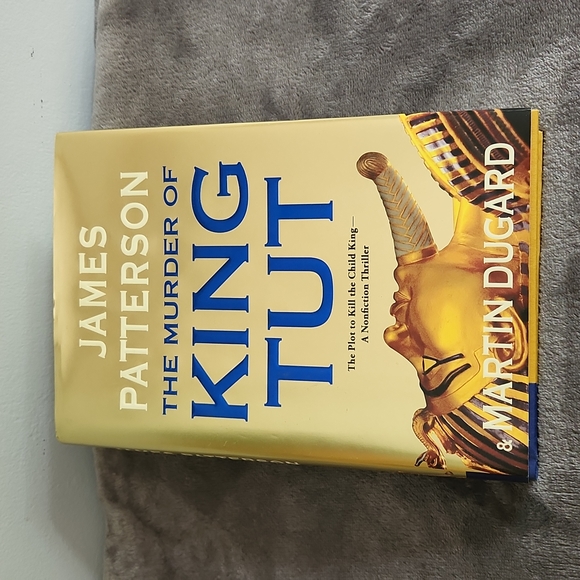 JAMES
PATTERSON
THE MURDER OF
KING
TUT
The Plot to Kill the Child King—
A Nonfiction Thriller
& MARTIN DUGARD